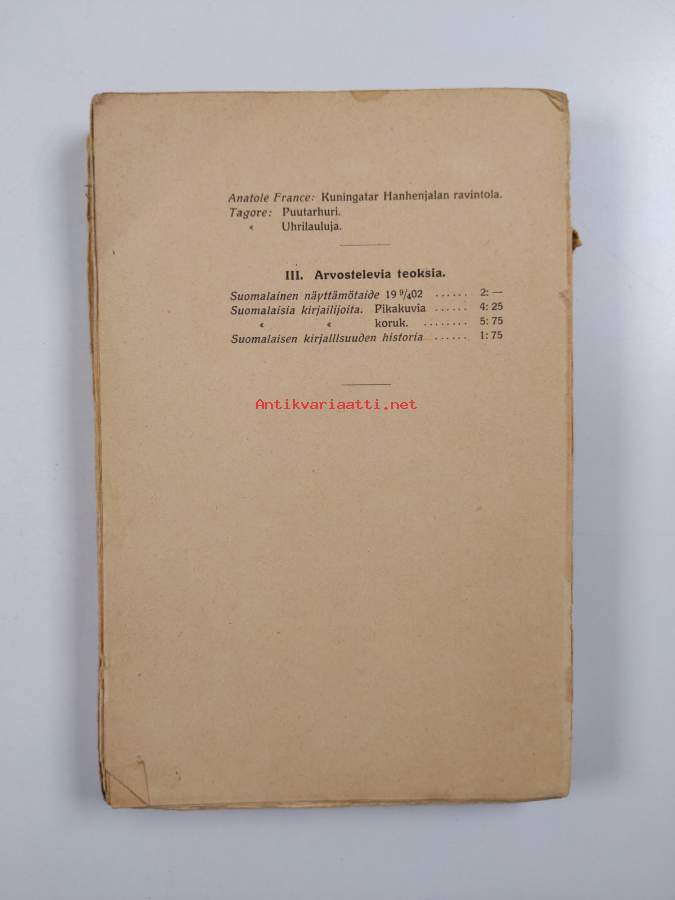 Anatole France: Kuningatar Hanhenjalan ravintola.
Tagore: Puutarhuri.
‹ Uhrilauluja.
III. Arvostelevia teoksia.
Suomalainen näyttämötaide 19 9/4 02 ...... 2: —
Suomalaisia kirjailijoita. Pikakuvia ...... 4: 25
‹ ‹ koruk. ........ 5: 75
Suomalaisen kirjallisuuden historia ...... 1: 75
Antikvariaatti.net